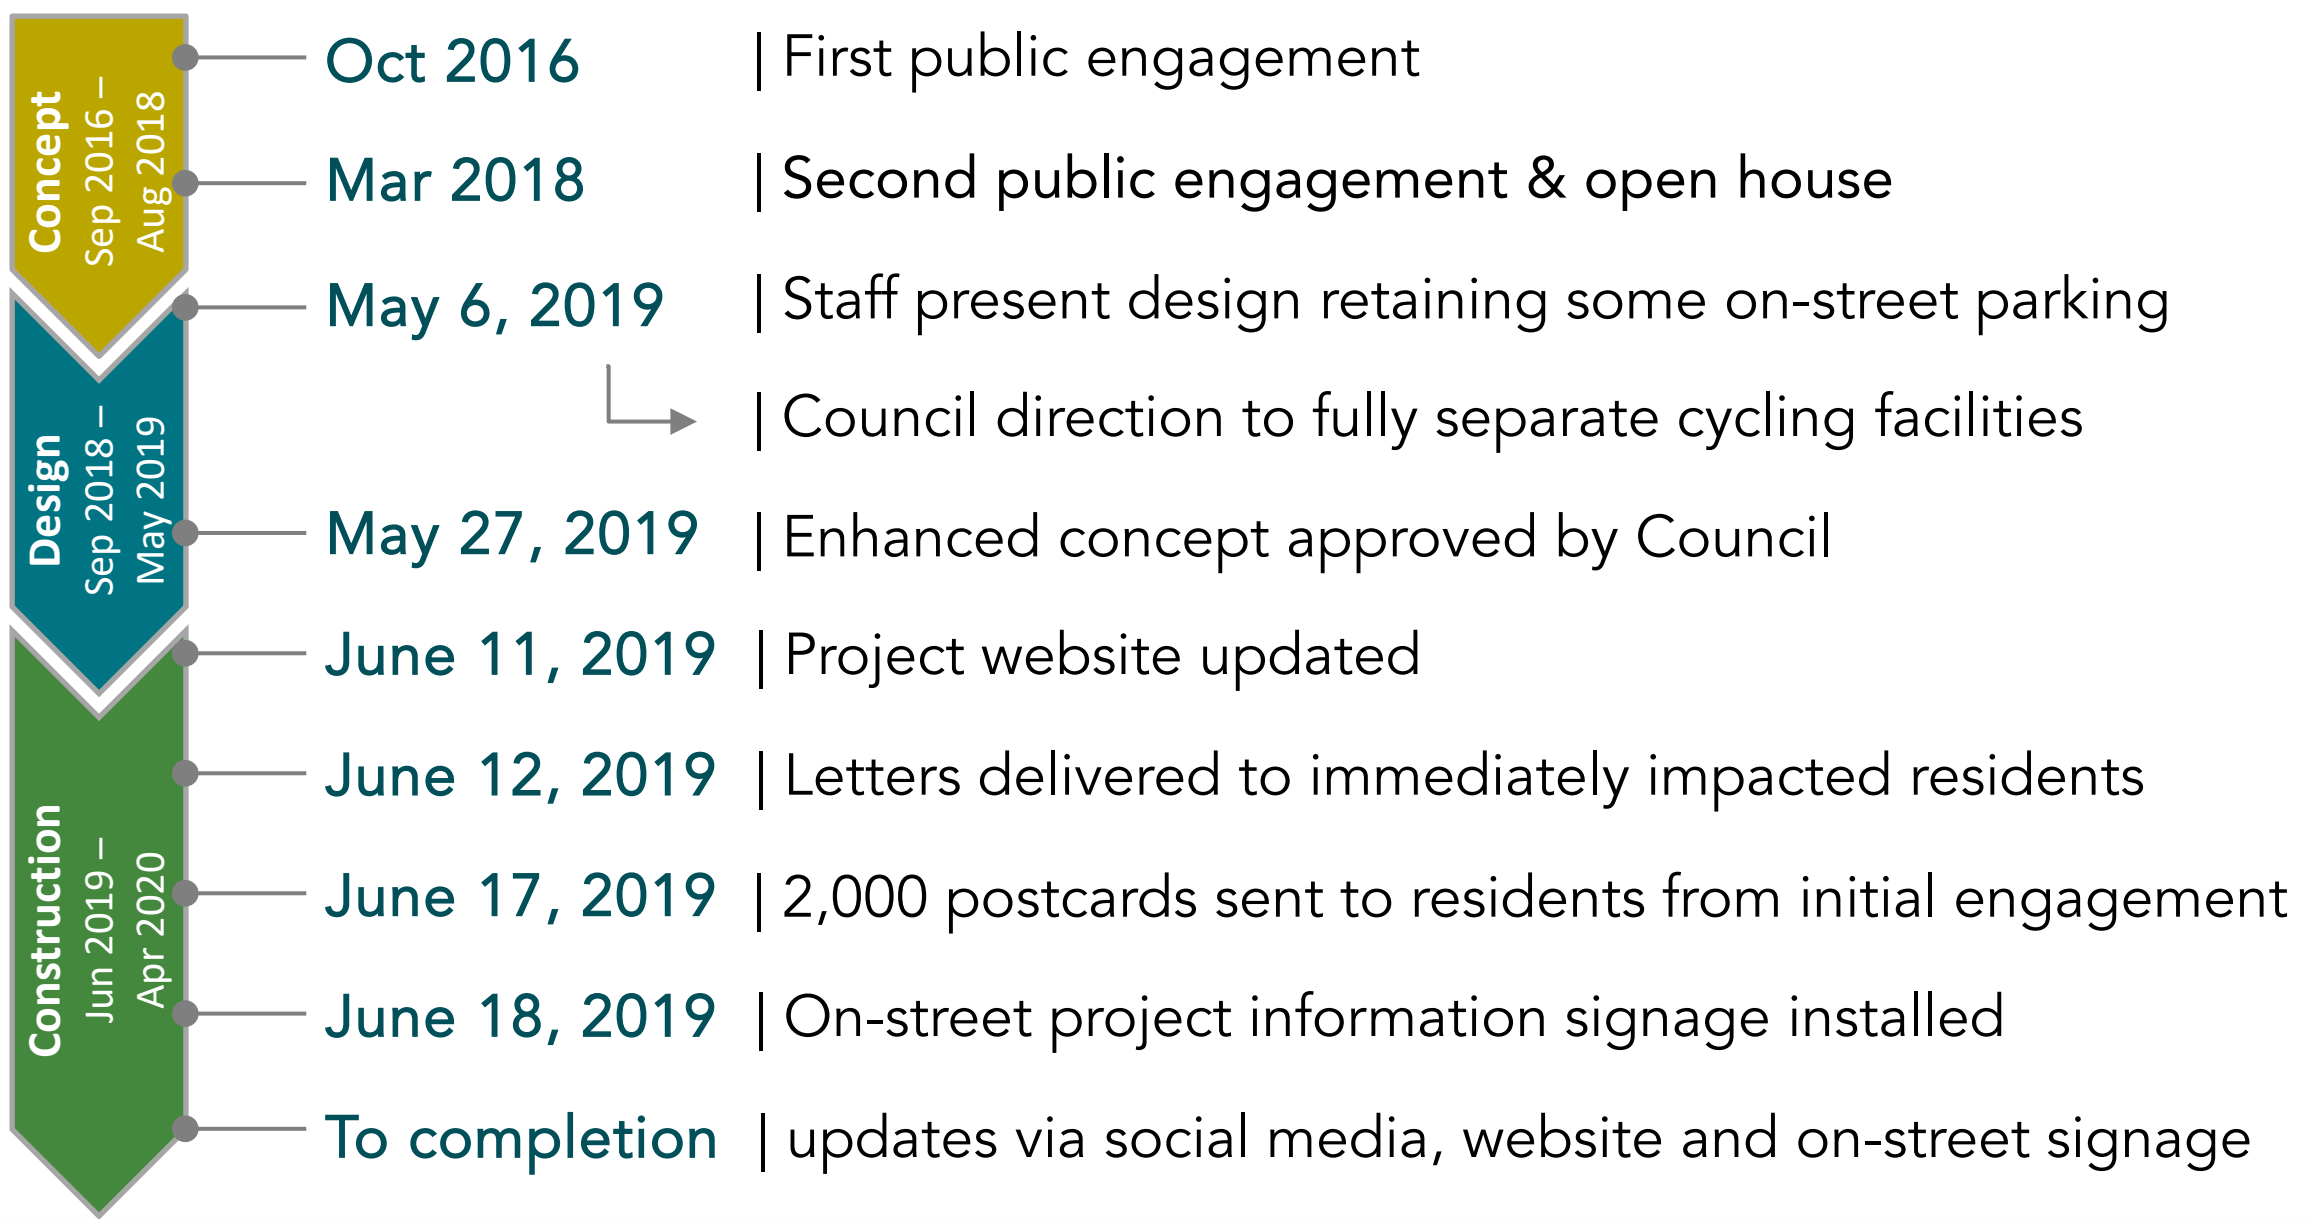 Concept
Sep 2016 –
Aug 2018
Design
Sep 2018 –
May 2019
Construction
Jun 2019 –
Apr 2020
Oct 2016 | First public engagement
Mar 2018 | Second public engagement & open house
May 6, 2019 | Staff present design retaining some on-street parking
| Council direction to fully separate cycling facilities
May 27, 2019 | Enhanced concept approved by Council
June 11, 2019 | Project website updated
June 12, 2019 | Letters delivered to immediately impacted residents
June 17, 2019 | 2,000 postcards sent to residents from initial engagement
June 18, 2019 | On-street project information signage installed
To completion | updates via social media, website and on-street signage